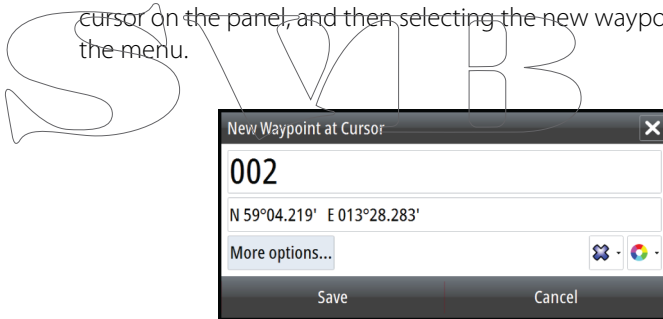 cursor on the panel, and then selecting the new waypo
the menu.
SVB
New Waypoint at Cursor
002
N 59°04.219' E 013°28.283'
More options...
Save Cancel